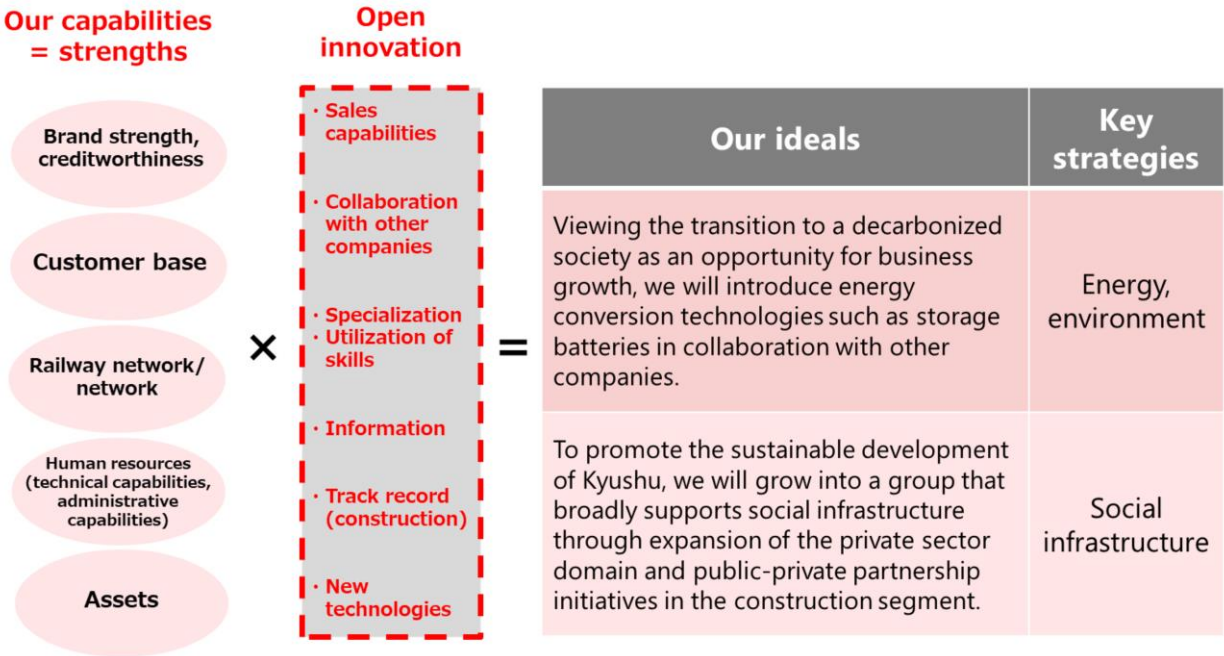 Our capabilities
= strengths
Brand strength,
creditworthiness
Customer base
Railway network/
network
Human resources
(technical capabilities,
administrative
capabilities)
Assets
×
Open
innovation
・Sales
capabilities
・Collaboration
with other
companies
・Specialization
・Utilization of
skills
・Information
・Track record
(construction)
・New
technologies
=
Our ideals
Key
strategies
Viewing the transition to a decarbonized
society as an opportunity for business
growth, we will introduce energy
conversion technologies such as storage
batteries in collaboration with other
companies.
Energy,
environment
To promote the sustainable development
of Kyushu, we will grow into a group that
broadly supports social infrastructure
through expansion of the private sector
domain and public-private partnership
initiatives in the construction segment.
Social
infrastructure